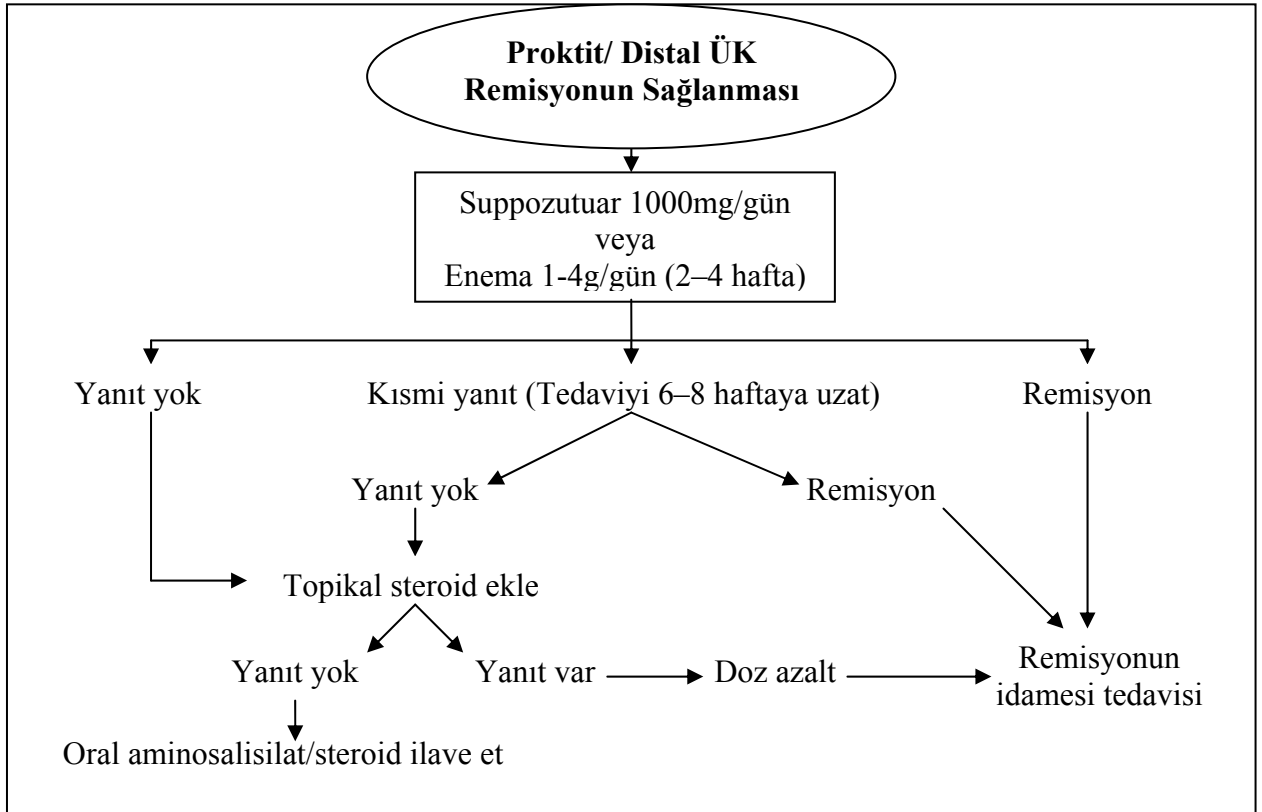 Proktit/ Distal ÜK
Remisyonun Sağlanması
Suppozutuar 1000mg/gün
veya
Enema 1-4g/gün (2–4 hafta)
Yanıt yok
Kısmi yanıt (Tedaviyi 6–8 haftaya uzat)
Remisyon
Yanıt yok
Remisyon
Topikal steroid ekle
Yanıt yok
Yanıt var
Doz azalt
Remisyonun
idamesi tedavisi
Oral aminosalisilat/steroid ilave et